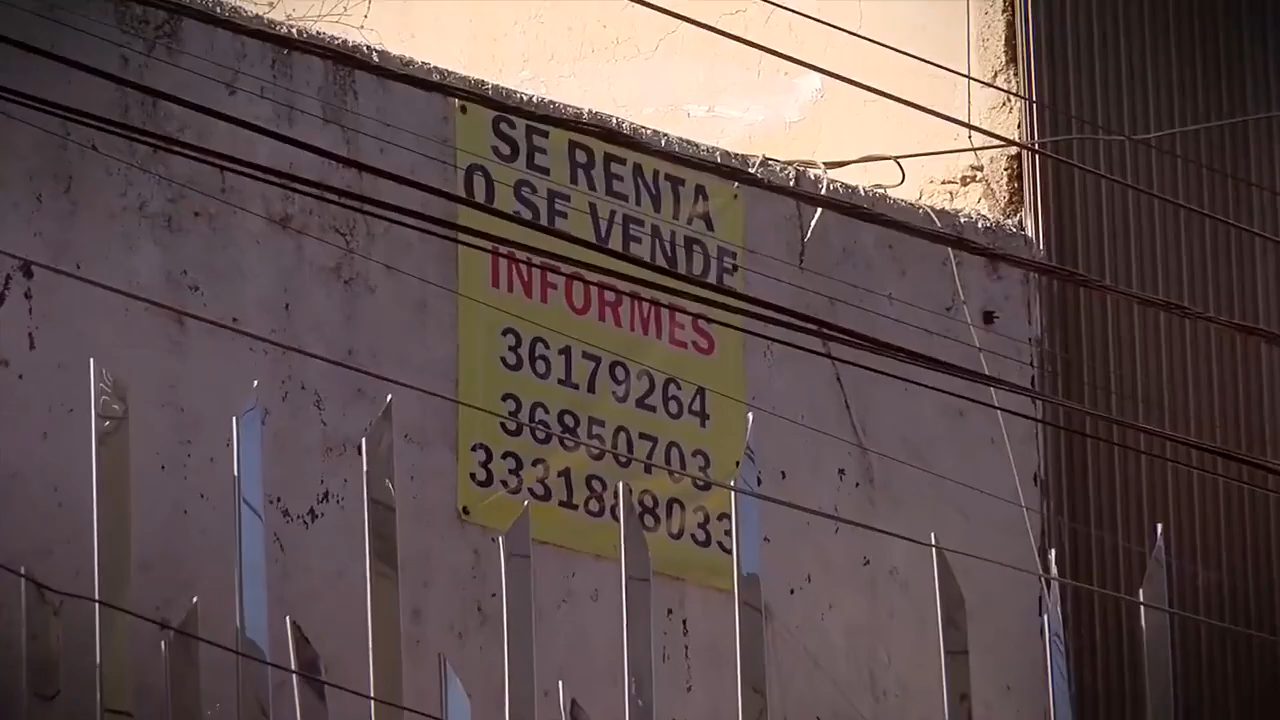 SE RENTA
O SE VENDE
INFORMES
36179264
36850703
3331888033